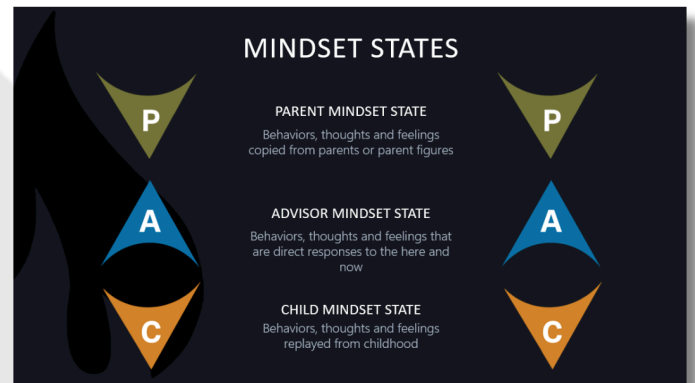 MINDSET STATES
P
P
PARENT MINDSET STATE
Behaviors, thoughts and feelings
copied from parents or parent figures
A
A
ADVISOR MINDSET STATE
Behaviors, thoughts and feelings that
are direct responses to the here and
now
C
C
CHILD MINDSET STATE
Behaviors, thoughts and feelings
replayed from childhood